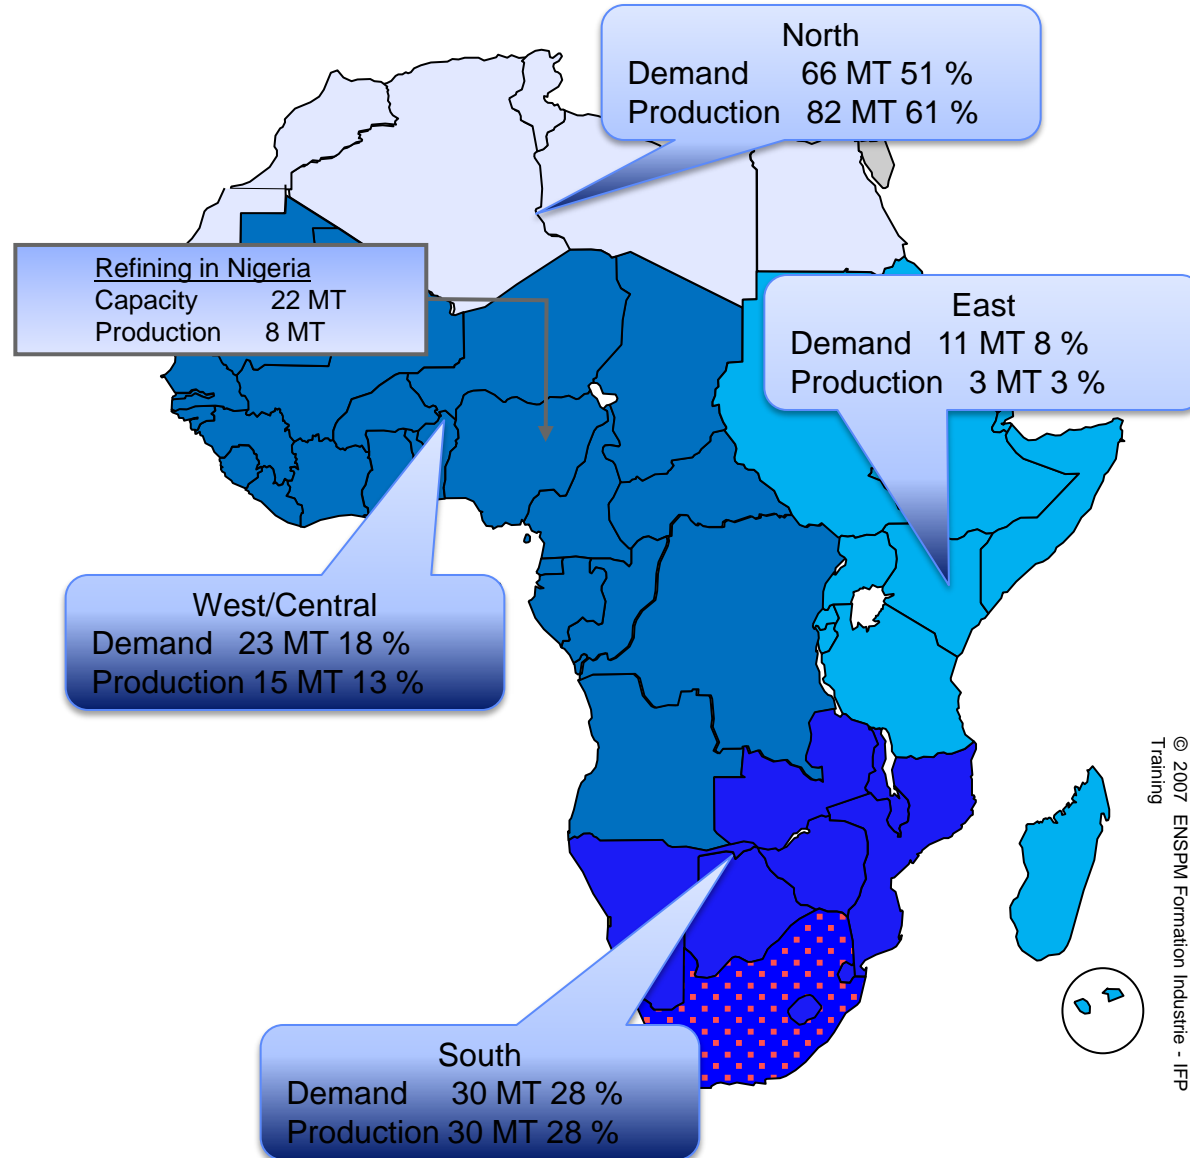 North
Demand 66 MT 51 %
Production 82 MT 61 %
Refining in Nigeria
Capacity 22 MT
Production 8 MT
East
Demand 11 MT 8 %
Production 3 MT 3 %
West/Central
Demand 23 MT 18 %
Production 15 MT 13 %
South
Demand 30 MT 28 %
Production 30 MT 28 %
© 2007 ENSPM Formation Industrie - IFP
Training